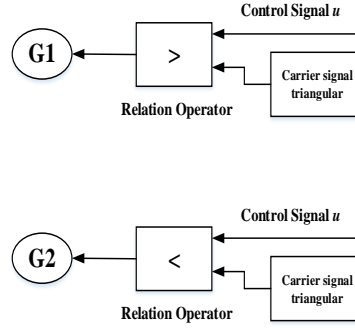 Control Signal u
G1
>
Carrier signal
triangular
Relation Operator
Control Signal u
G2
<
Carrier signal
triangular
Relation Operator